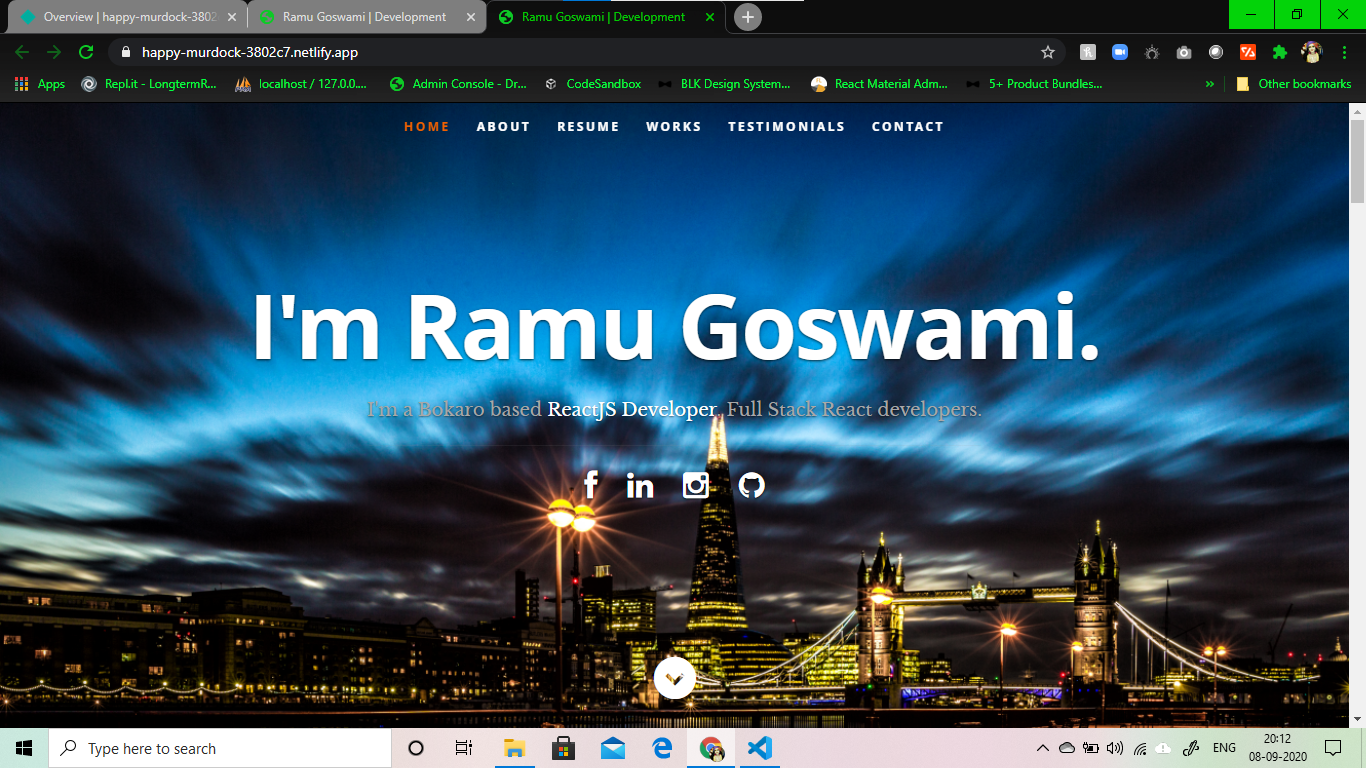 Overview | happy-murdock-3802
Ramu Goswami | Development
Ramu Goswami | Development
happy-murdock-3802c7.netlify.app
Apps
RepLit - LongtermR...
localhost / 127.0.0....
Admin Console - Dr...
CodeSandbox
BLK Design System...
React Material Adm...
5+ Product Bundles...
»
Other bookmarks
HOME ABOUT RESUME WORKS TESTIMONIALS CONTACT
I'm Ramu Goswami.
I'm a Bokaro based ReactJS Developer. Full Stack React developers.
f in
Type here to search
ENG
20:12
08-09-2020